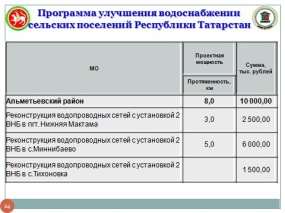 Программа улучшения водоснабжении
сельских поселений Республики Татарстан
МО
Проектная
мощность
Протяженность,
км
Сумма,
тыс. рублей
Альметьевский район 8,0 10 000,00
Реконструкция водопроводных сетей с установкой 2
ВНБ в пгт. Нижняя Мактама 3,0 2 500,00
Реконструкция водопроводных сетей с установкой 2
ВНБ в с.Миннибаево 5,0 6 000,00
Реконструкция водопроводных сетей с установкой 2
ВНБ в с.Тихоновка 1 500,00